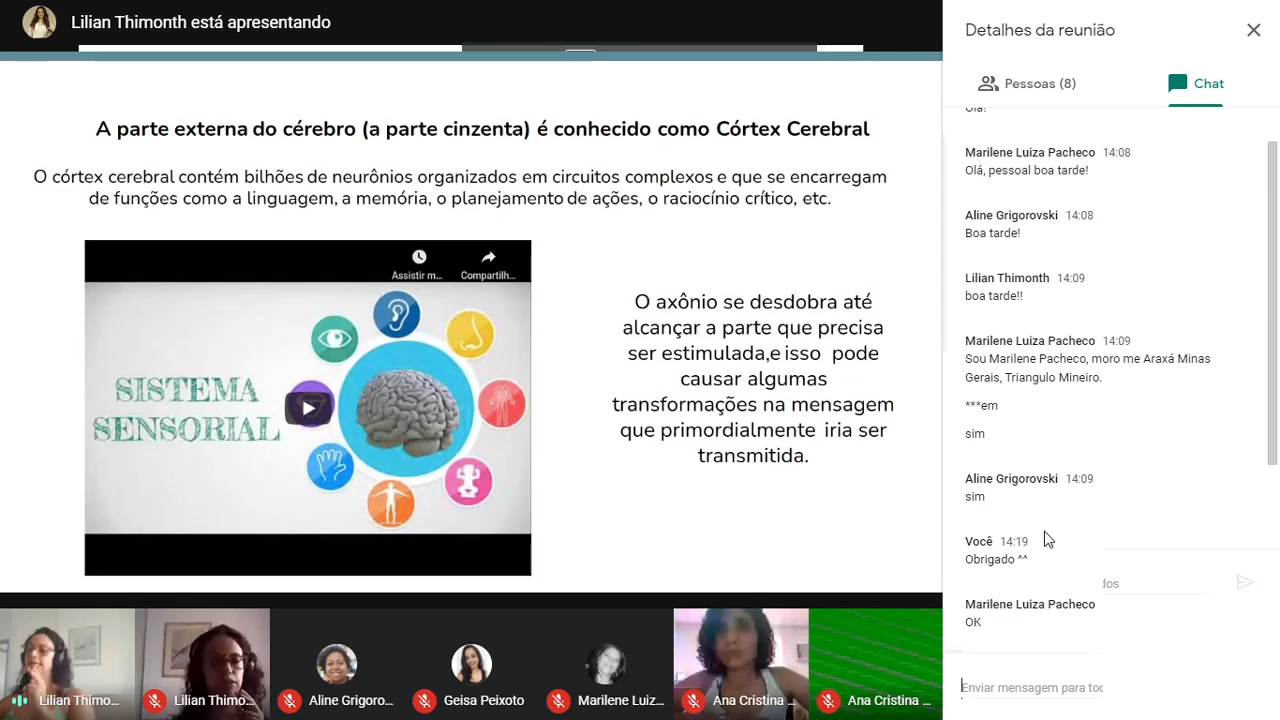 Lilian Thimonth está apresentando
A parte externa do cérebro (a parte cinzenta) é conhecido como Córtex Cerebral
O córtex cerebral contém bilhões de neurônios organizados em circuitos complexos e que se encarregam
de funções como a linguagem, a memória, o planejamento de ações, o raciocínio crítico, etc.
Assistir m...
Compartilh...
SISTEMA
SENSORIAL
O axônio se desdobra até
alcançar a parte que precisa
ser estimulada,e isso pode
causar algumas
transformações na mensagem
que primordialmente iria ser
transmitida.
Lilian Thimo...
Lilian Thimo...
Aline Grigoro...
Geisa Peixoto
Marilene Luiz...
Ana Cristina ...
Ana Cristina ...
Detalhes da reunião
Pessoas (8)
Chat
Olá!
Marilene Luiza Pacheco 14:08
Olá, pessoal boa tarde!
Aline Grigorovski 14:08
Boa tarde!
Lilian Thimonth 14:09
boa tarde!!
Marilene Luiza Pacheco 14:09
Sou Marilene Pacheco, moro me Araxá Minas
Gerais, Triangulo Mineiro.
***em
sim
Aline Grigorovski 14:09
sim
Você 14:19
Obrigado ^^
dos
Marilene Luiza Pacheco
OK
Enviar mensagem para toc